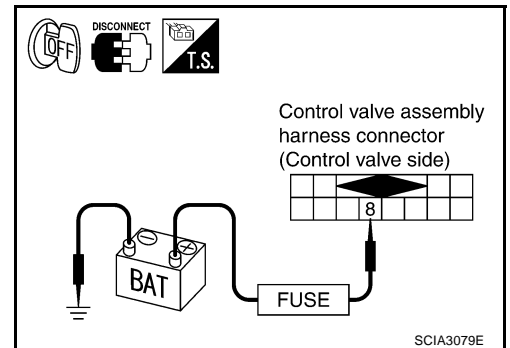 OFF
DISCONNECT
T.S.
Control valve assembly
harness connector
(Control valve side)
8
BAT
FUSE
SCIA3079E